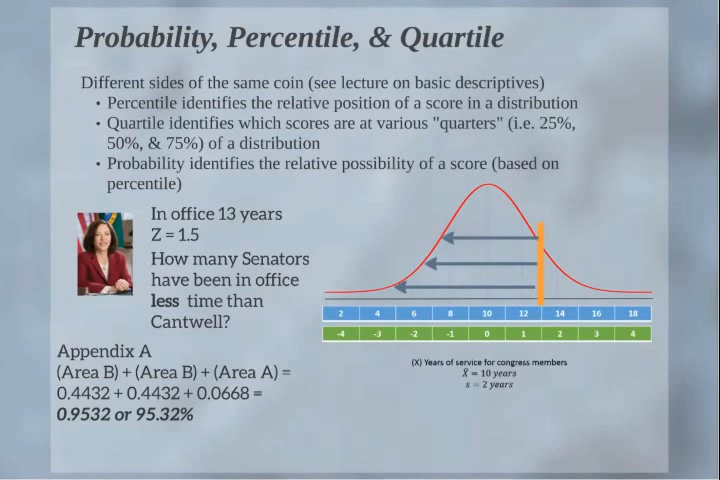 Probability, Percentile, & Quartile
Different sides of the same coin (see lecture on basic descriptives)
• Percentile identifies the relative position of a score in a distribution
• Quartile identifies which scores are at various "quarters" (i.e. 25%,
50%, & 75%) of a distribution
• Probability identifies the relative possibility of a score (based on
percentile)
In office 13 years
Z = 1.5
How many Senators
have been in office
less time than
Cantwell?
Appendix A
(Area B) + (Area B) + (Area A) =
0.4432 + 0.4432 + 0.0668 =
0.9532 or 95.32%
2 4 6 8 10 12 14 16 18
-4 -3 -2 -1 0 1 2 3 4
(X) Years of service for congress members
X̄ = 10 years
s = 2 years